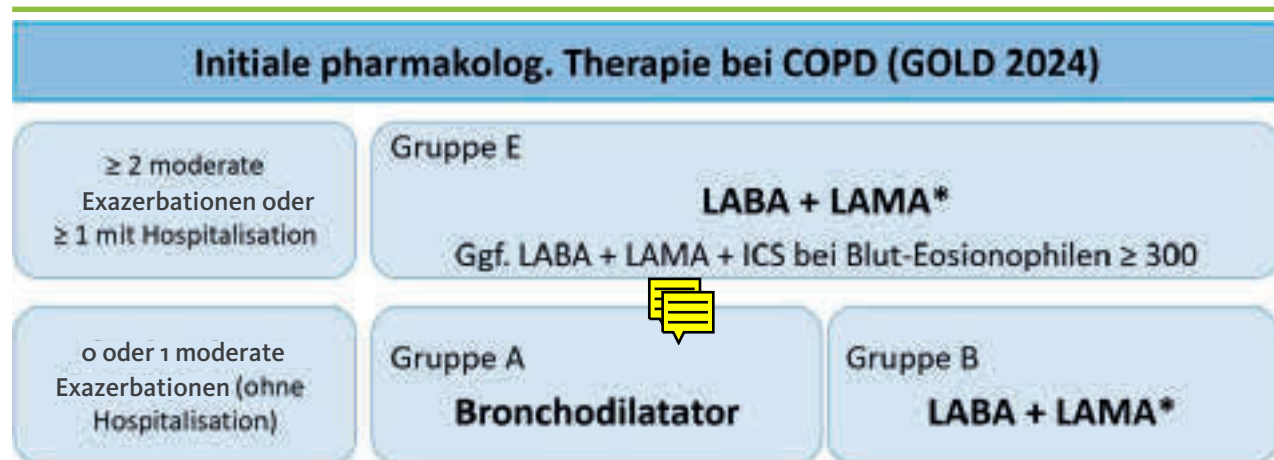 Initiale pharmakolog. Therapie bei COPD (GOLD 2024)
≥ 2 moderate
Exazerbationen oder
≥ 1 mit Hospitalisation
Gruppe E
LABA + LAMA*
Ggf. LABA + LAMA + ICS bei Blut-Eosionophilen ≥ 300
0 oder 1 moderate
Exazerbationen (ohne
Hospitalisation)
Gruppe A
Bronchodilatator
Gruppe B
LABA + LAMA*